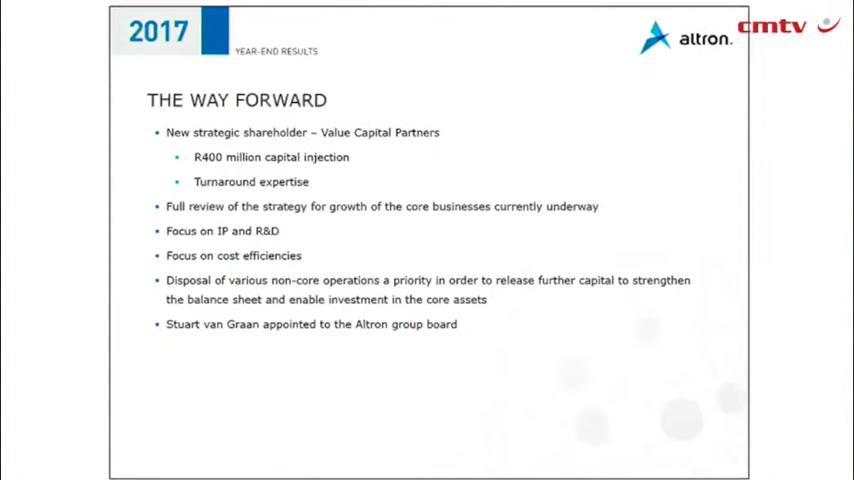 2017
YEAR-END RESULTS
altron.
cmtv
THE WAY FORWARD
New strategic shareholder – Value Capital Partners
R400 million capital injection
Turnaround expertise
Full review of the strategy for growth of the core businesses currently underway
Focus on IP and R&D
Focus on cost efficiencies
Disposal of various non-core operations a priority in order to release further capital to strengthen
the balance sheet and enable investment in the core assets
Stuart van Graan appointed to the Altron group board